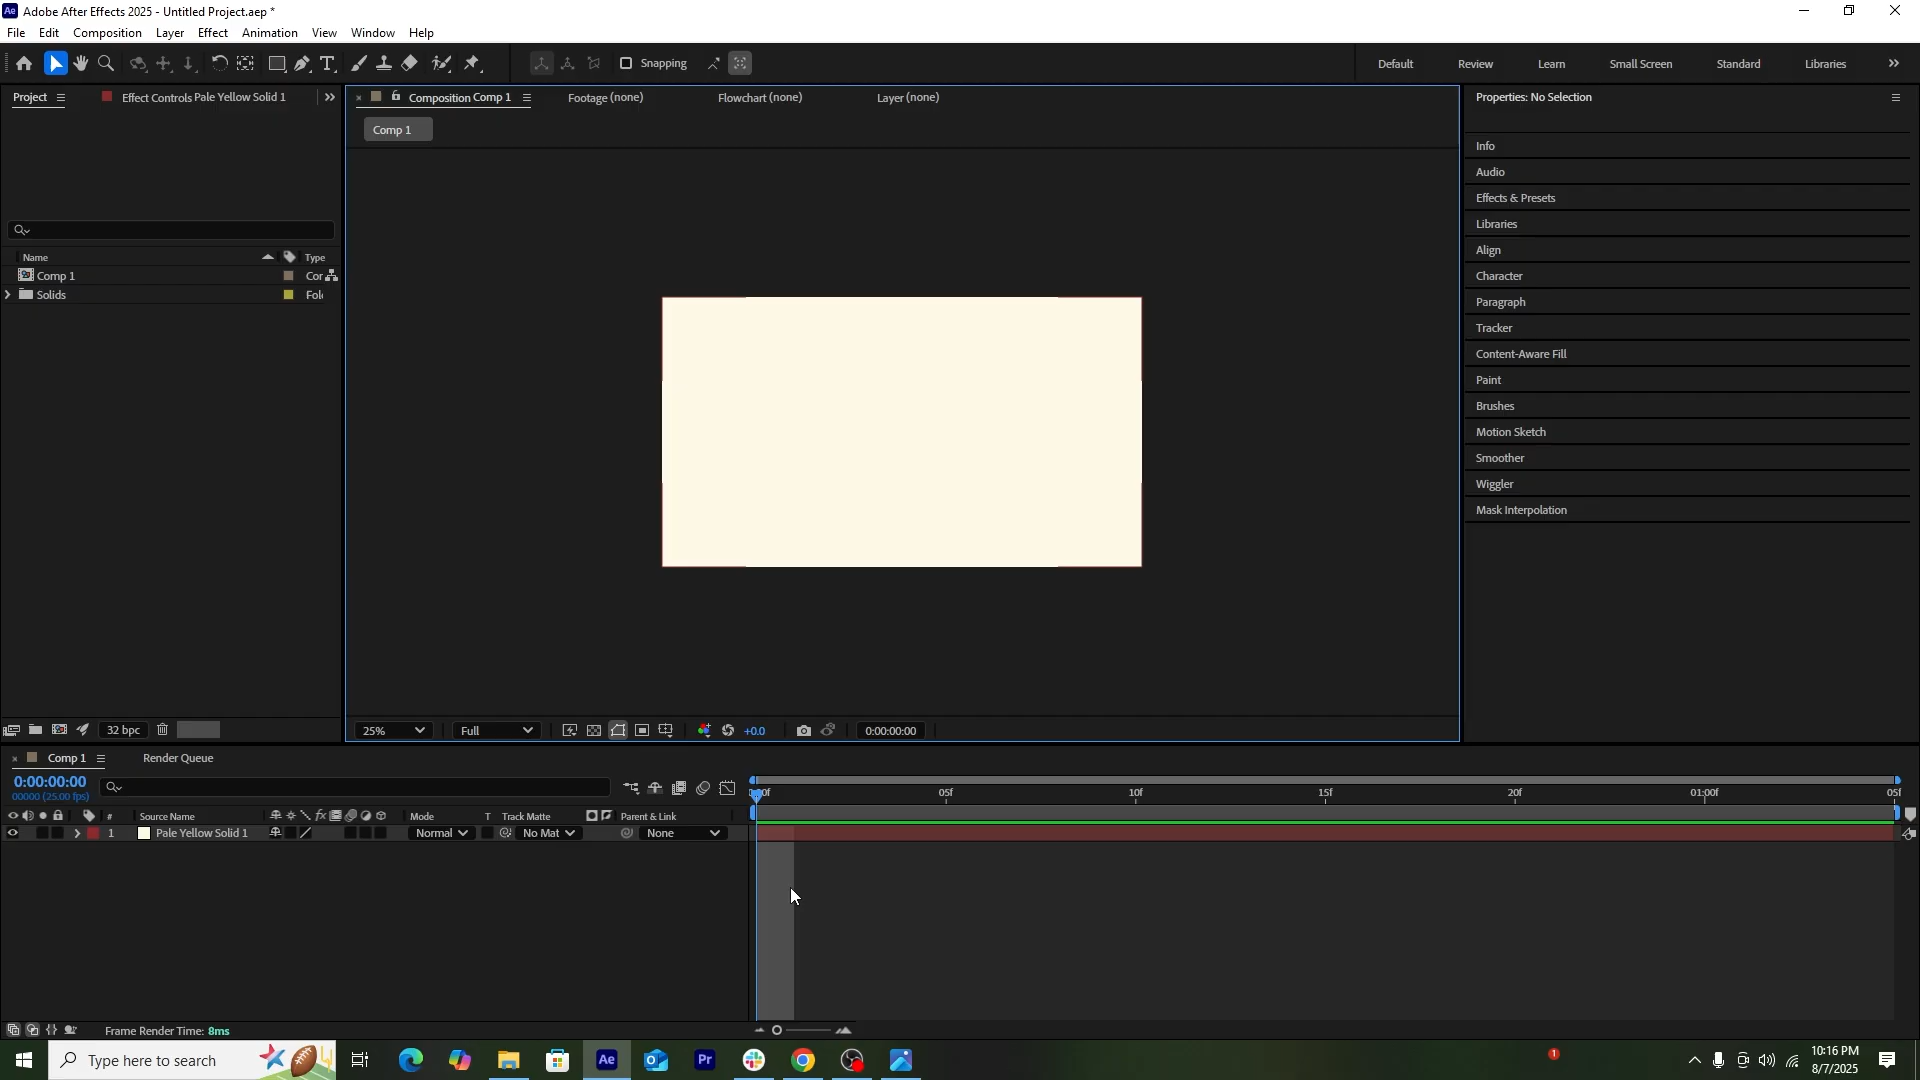 Adobe After Effects 2025 - Untitled Project.aep *
File Edit Composition Layer Effect Animation View Window Help
Snapping
Default Review Learn Small Screen Standard Libraries
Project
Effect Controls Pale Yellow Solid 1
Composition Comp 1
Footage (none)
Flowchart (none)
Layer (none)
Properties: No Selection
Comp 1
Info
Audio
Effects & Presets
Libraries
Align
Character
Paragraph
Tracker
Content-Aware Fill
Paint
Brushes
Motion Sketch
Smoother
Wiggler
Mask Interpolation
Name Type
Comp 1
Solids
32 bpc
25% Full +0.0 0:00:00:00
Comp 1 Render Queue
0:00:00:00
00000 (25.00 fps)
05f 10f 15f 20f 01:00f 05f
# Source Name Mode T Track Matte Parent & Link
1 Pale Yellow Solid 1 Normal No Mat None
Frame Render Time: 8ms
Type here to search
10:16 PM
8/7/2025